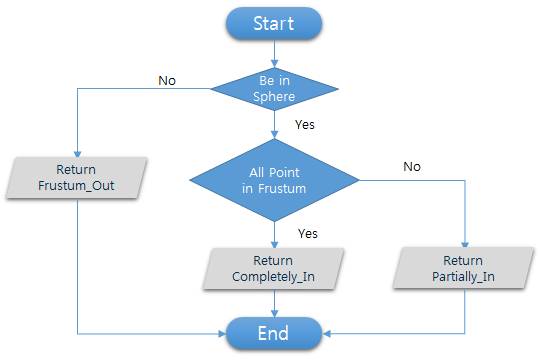 Start
Be in
Sphere
No
Yes
Return
Frustum_Out
All Point
in Frustum
No
Yes
Return
Completely_In
Return
Partially_In
End